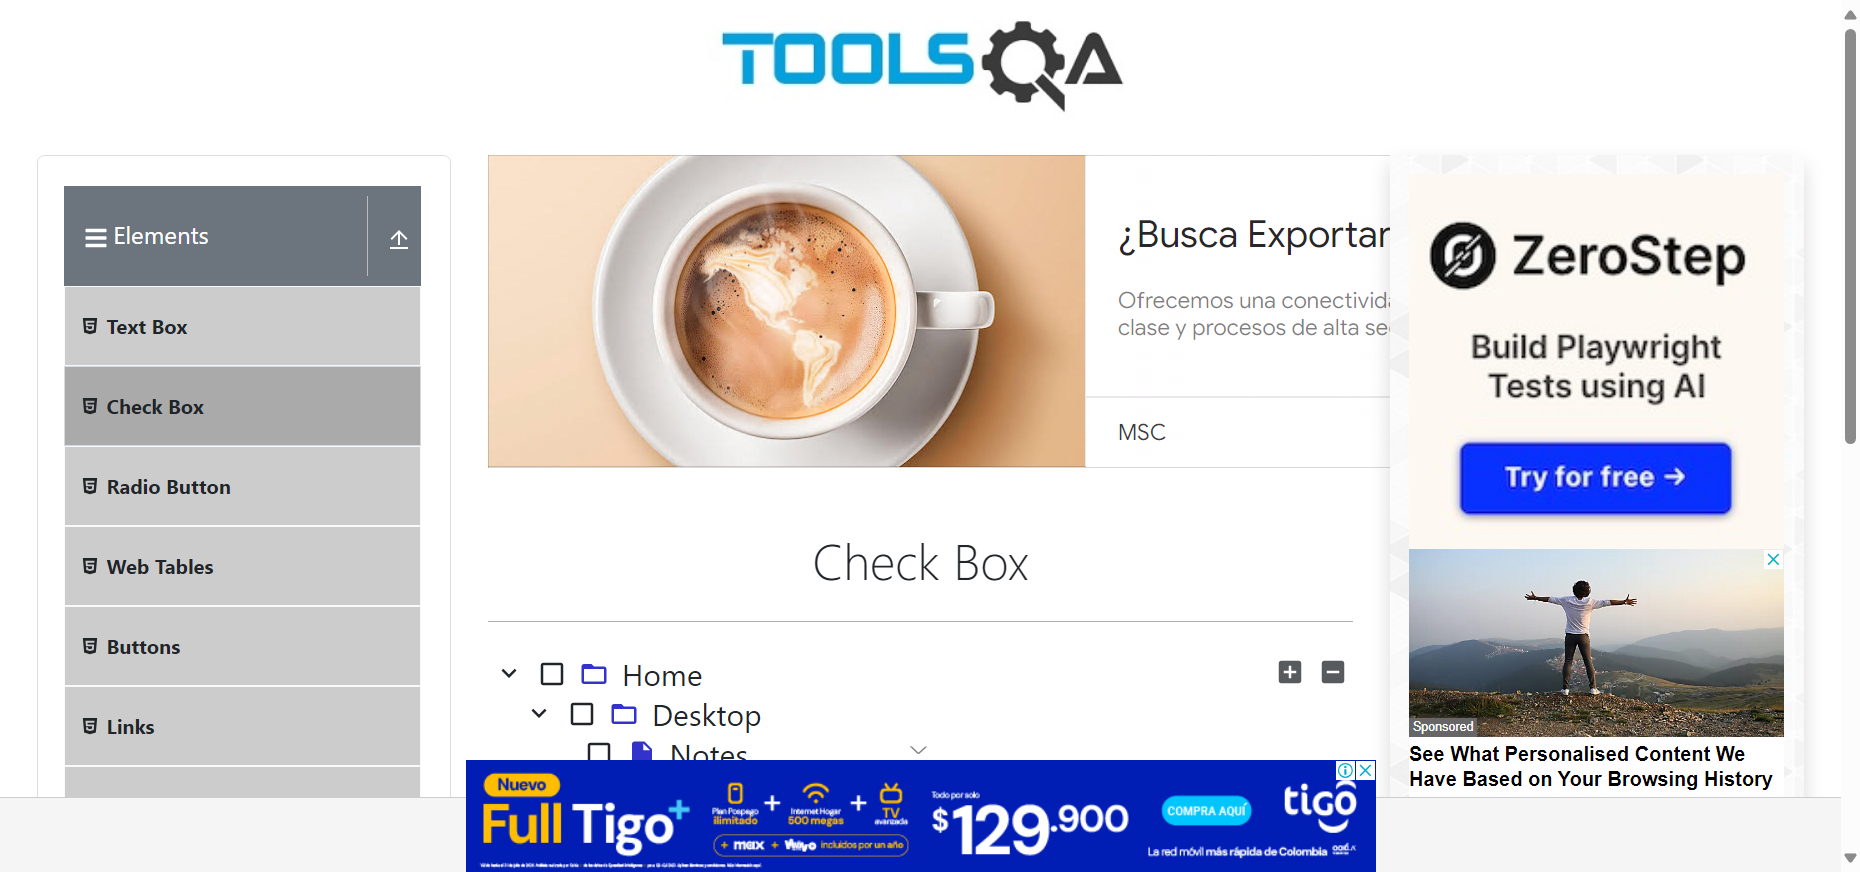 TOOLSQA
Elements
Text Box
Check Box
Radio Button
Web Tables
Buttons
Links
¿Busca Exportar
Ofrecemos una conectivida
clase y procesos de alta se
MSC
Check Box
Home
Desktop
Notes
ZeroStep
Build Playwright
Tests using AI
Try for free →
Sponsored
See What Personalised Content We
Have Based on Your Browsing History
Nuevo
Full Tigo+
Plan Pospago
ilimitado
+
Internet Hogar
500 megas
+
TV
avanzada
+ max + Vivvo incluidos por un año
Todo por solo
$129.900
COMPRA AQUÍ
tigo
La red móvil más rápida de Colombia